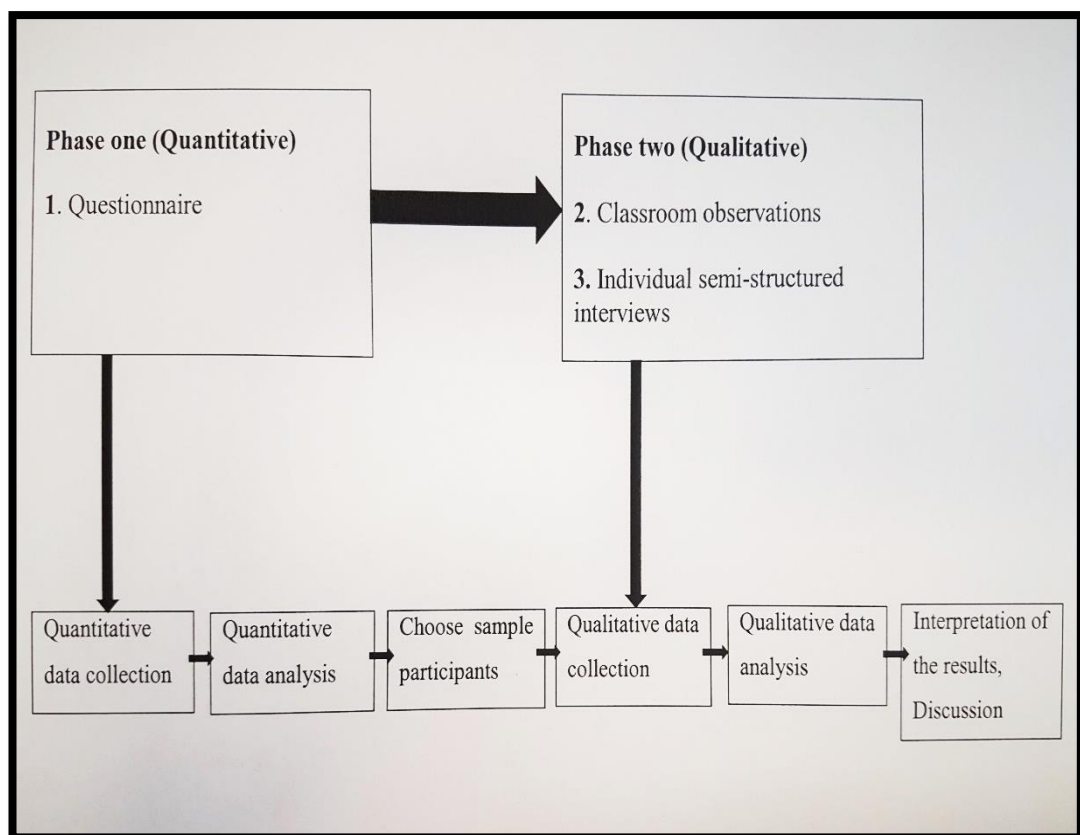 Phase one (Quantitative)
1. Questionnaire
Phase two (Qualitative)
2. Classroom observations
3. Individual semi-structured
interviews
Quantitative
data collection
Quantitative
data analysis
Choose sample
participants
Qualitative data
collection
Qualitative data
analysis
Interpretation of
the results,
Discussion